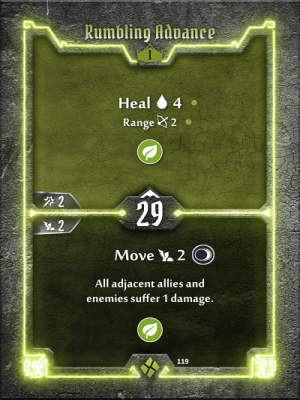 Rumbling Advance
1
Heal 4
Range 2
2
29
2
Move 2
All adjacent allies and
enemies suffer 1 damage.
119